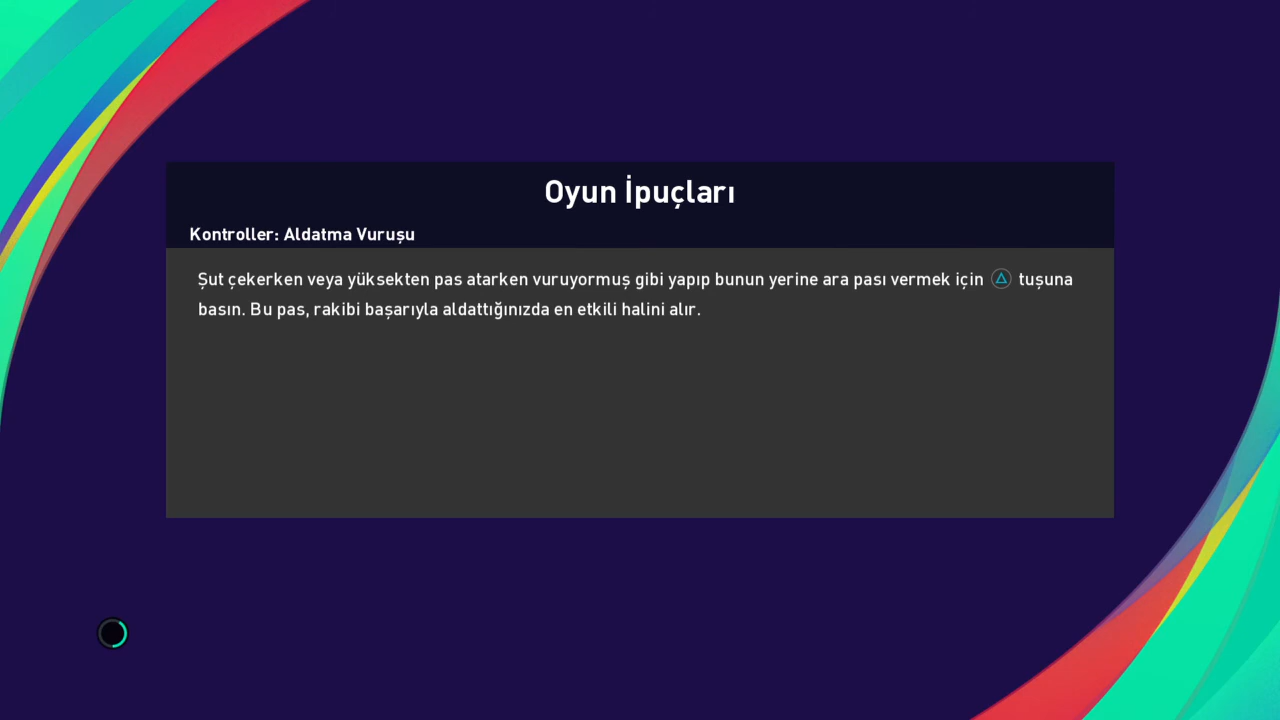 Oyun İpuçları
Kontroller: Aldatma Vuruşu
Şut çekerken veya yüksekten pas atarken vuruyormuş gibi yapıp bunun yerine ara pası vermek için △ tuşuna
basın. Bu pas, rakibi başarıyla aldattığınızda en etkili halini alır.